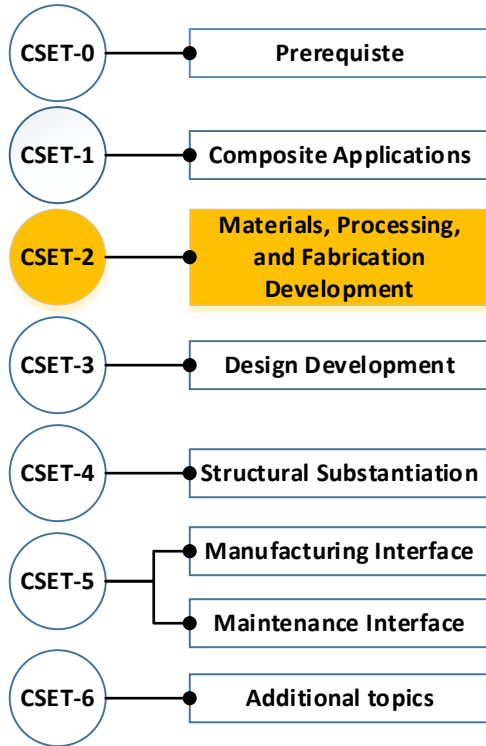 CSET-0
Prerequiste
CSET-1
Composite Applications
CSET-2
Materials, Processing,
and Fabrication
Development
CSET-3
Design Development
CSET-4
Structural Substantiation
CSET-5
Manufacturing Interface
Maintenance Interface
CSET-6
Additional topics